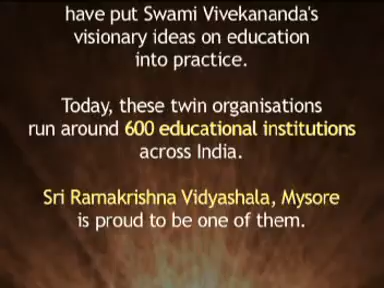 have put Swami Vivekananda's
visionary ideas on education
into practice.
Today, these twin organisations
run around 600 educational institutions
across India.
Sri Ramakrishna Vidyashala, Mysore
is proud to be one of them.